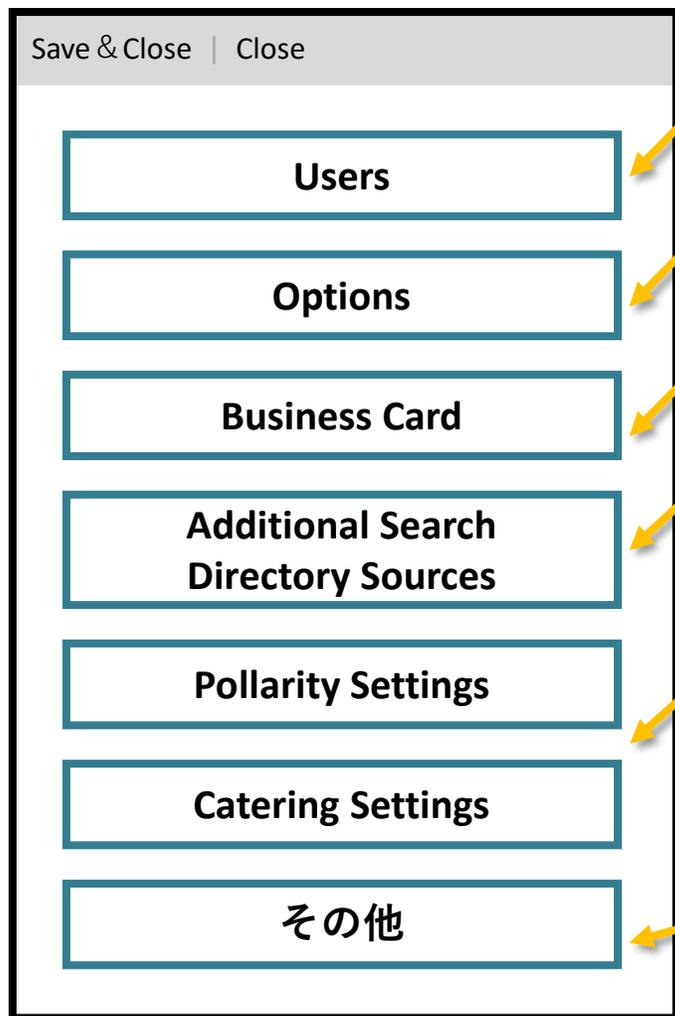 Save & Close | Close
Users
Options
Business Card
Additional Search
Directory Sources
Pollarity Settings
Catering Settings
その他